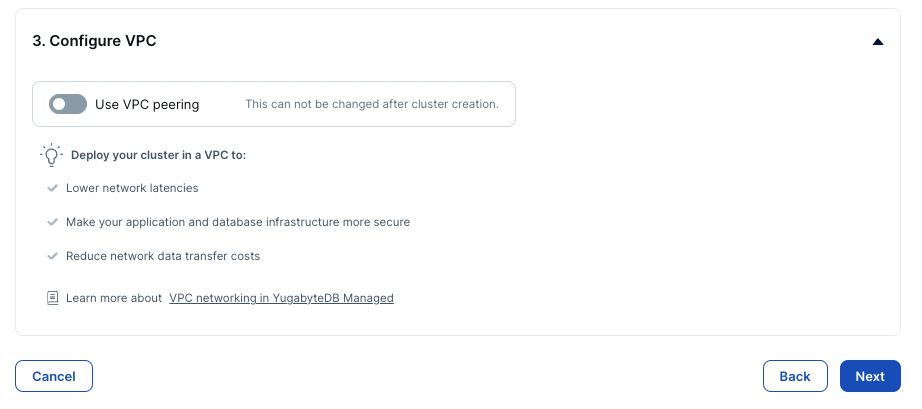 3. Configure VPC
Use VPC peering This can not be changed after cluster creation.
Deploy your cluster in a VPC to:
Lower network latencies
Make your application and database infrastructure more secure
Reduce network data transfer costs
Learn more about VPC networking in YugabyteDB Managed
Cancel Back Next